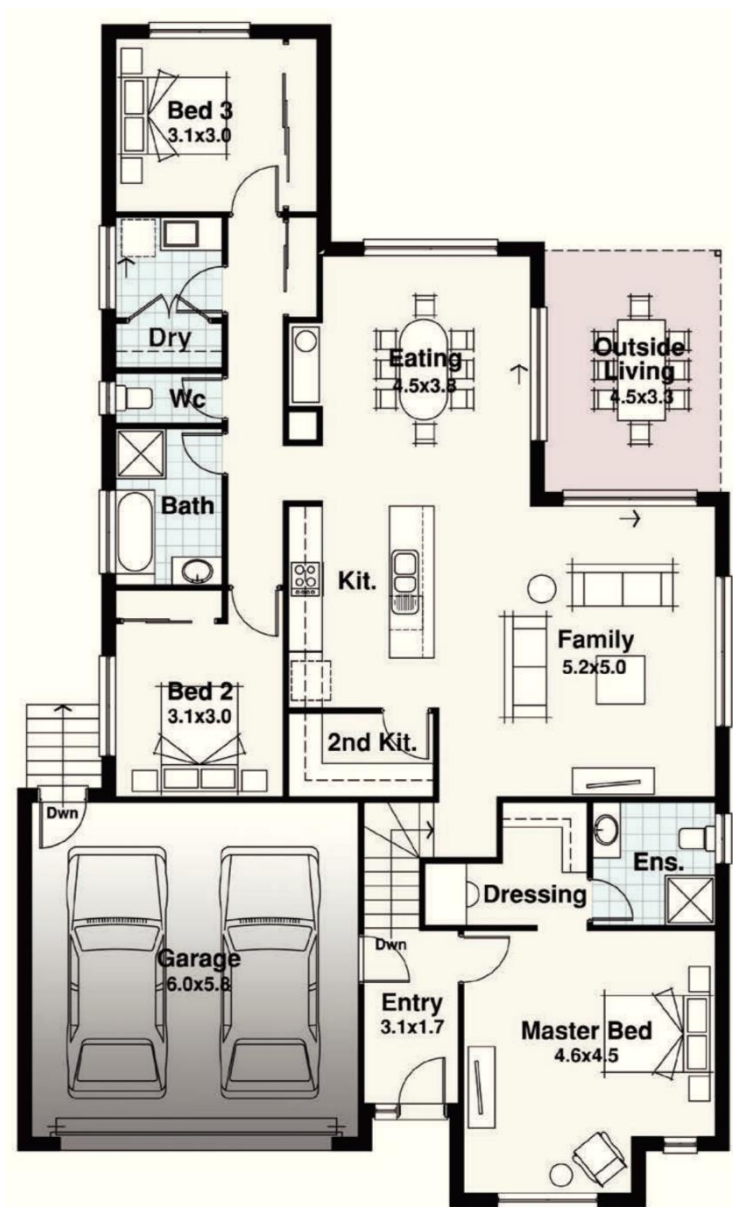 Bed 3
3.1x3.0
Dry
Wc
Bath
Eating
4.5x3.8
Outside
Living
4.5x3.3
Kit.
Family
5.2x5.0
Bed 2
3.1x3.0
2nd Kit.
Dwn
Ens.
Dressing
Dwn
Garage
6.0x5.8
Entry
3.1x1.7
Master Bed
4.6x4.5